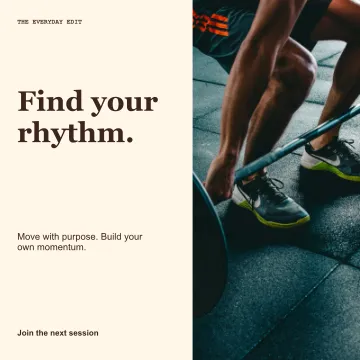 THE EVERYDAY EDIT
Find your
rhythm.
Move with purpose. Build your
own momentum.
Join the next session